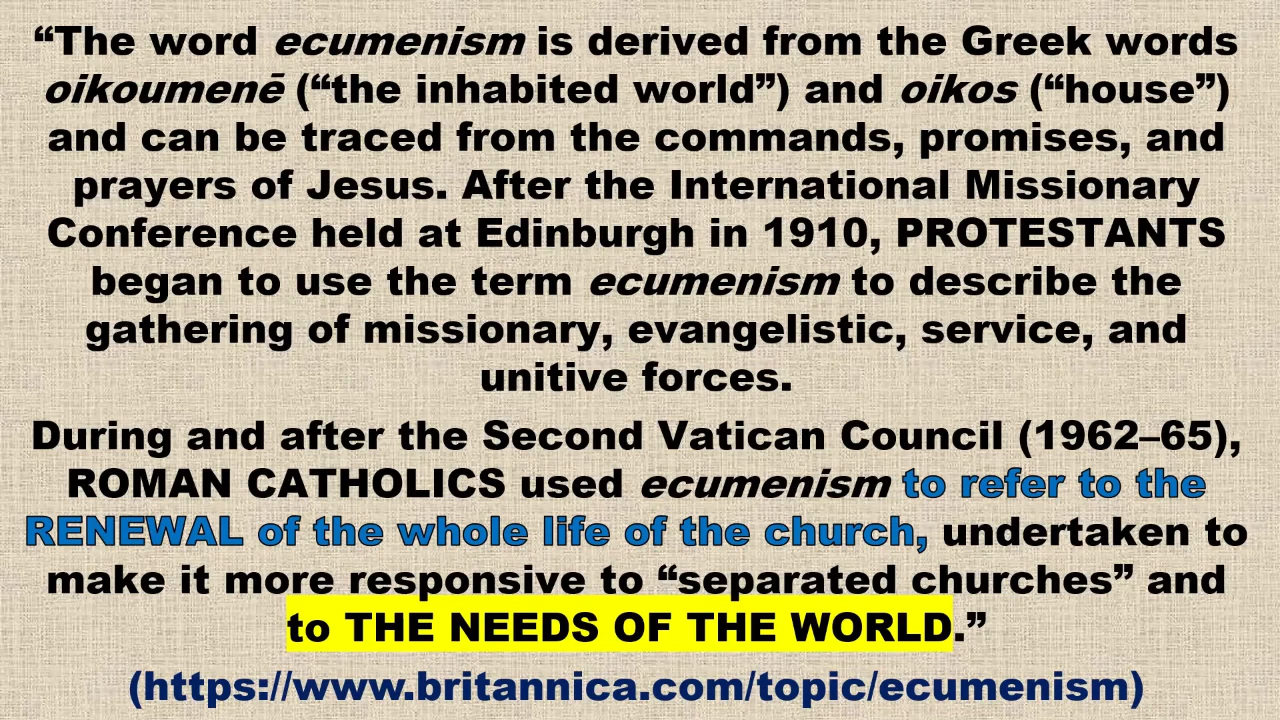 “The word ecumenism is derived from the Greek words
oikoumenē (“the inhabited world”) and oikos (“house”)
and can be traced from the commands, promises, and
prayers of Jesus. After the International Missionary
Conference held at Edinburgh in 1910, PROTESTANTS
began to use the term ecumenism to describe the
gathering of missionary, evangelistic, service, and
unitive forces.
During and after the Second Vatican Council (1962–65),
ROMAN CATHOLICS used ecumenism to refer to the
RENEWAL of the whole life of the church, undertaken to
make it more responsive to “separated churches” and
to THE NEEDS OF THE WORLD.”
(https://www.britannica.com/topic/ecumenism)